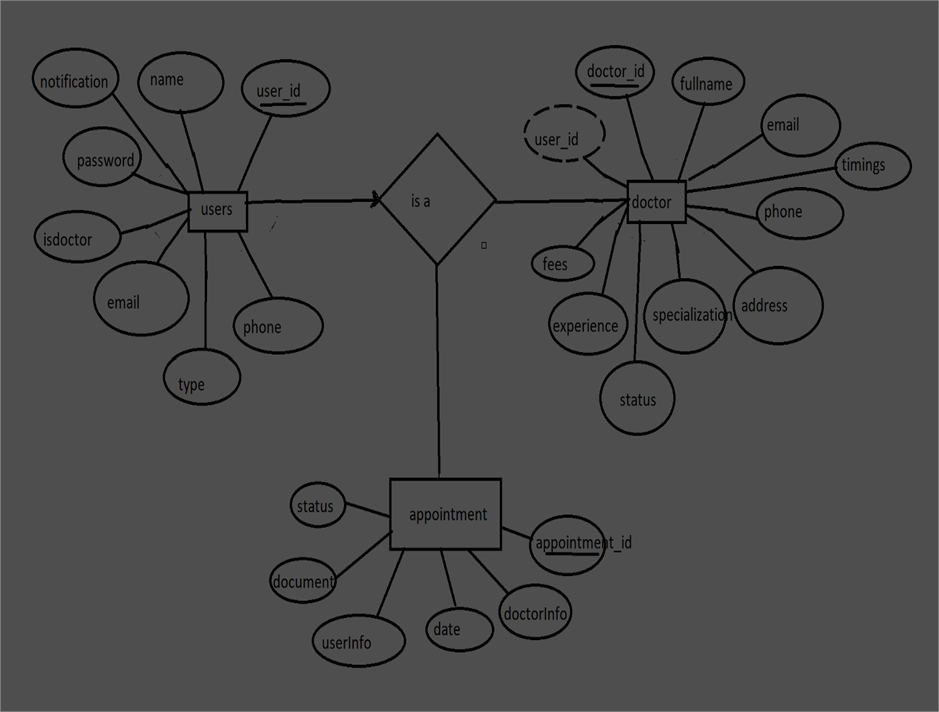 notification
name
user_id
password
users
isdoctor
email
phone
type
is a
doctor_id
fullname
user_id
email
timings
doctor
phone
fees
experience
specialization
address
status
status
appointment
appointment_id
document
userInfo
date
doctorInfo